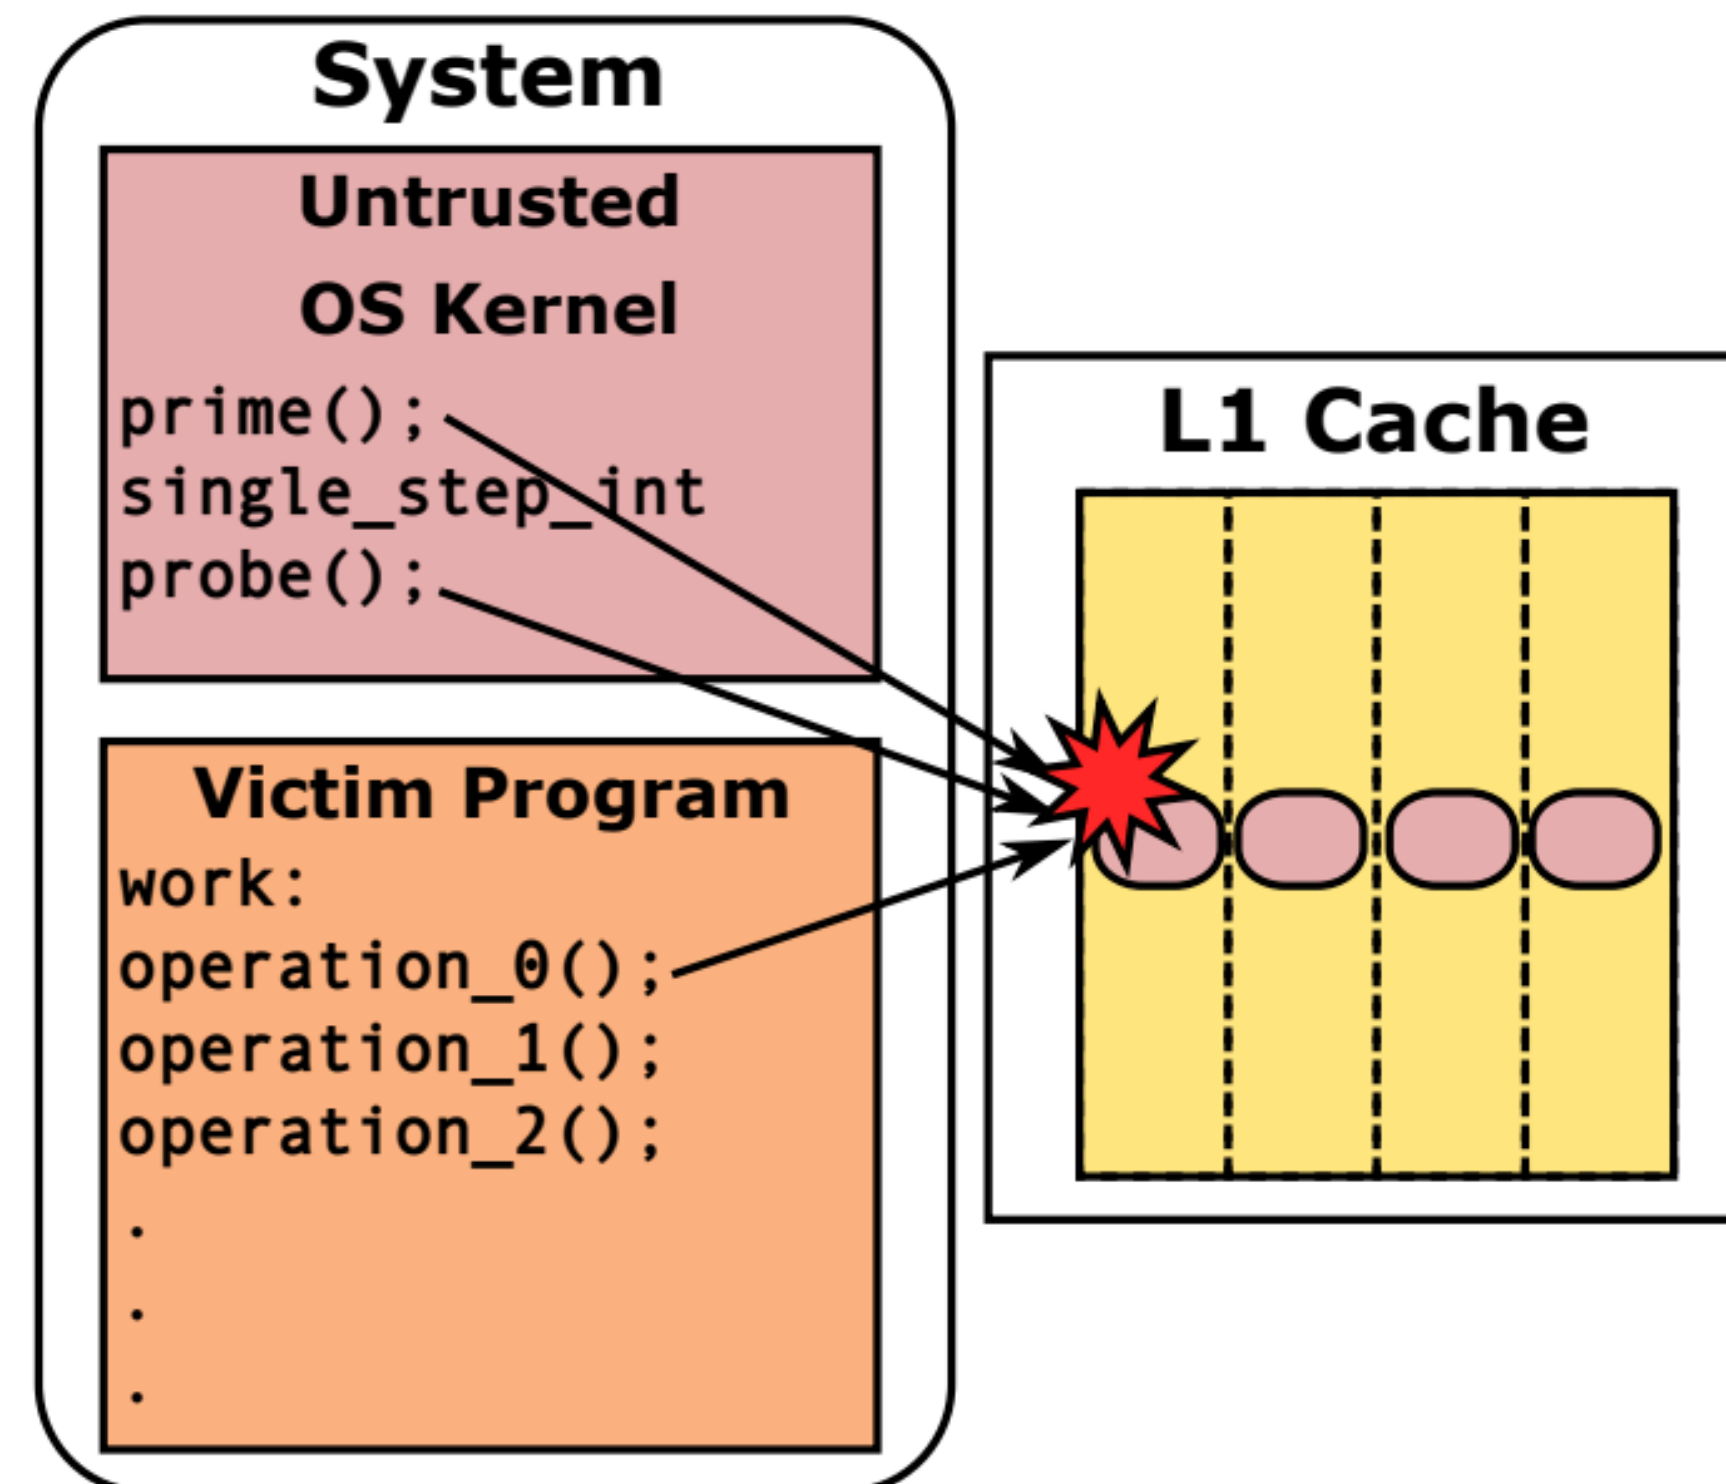 System
Untrusted
OS Kernel
prime();
single_step_int
probe();
Victim Program
work:
operation_0();
operation_1();
operation_2();
.
.
.
L1 Cache